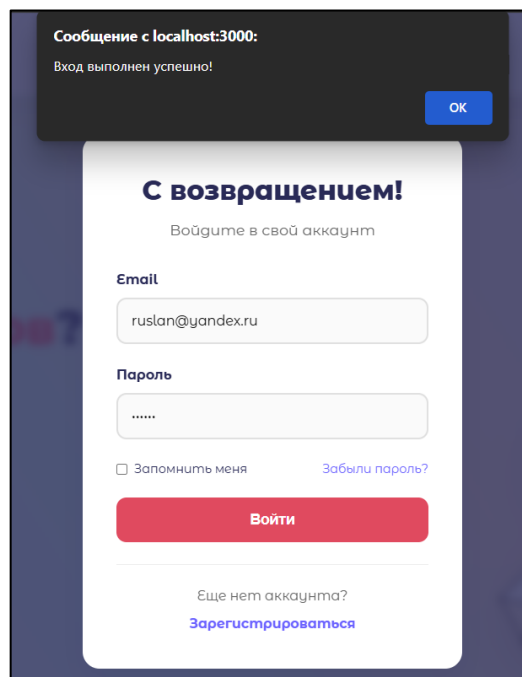 Сообщение с localhost:3000:
Вход выполнен успешно!
ОК
С возвращением!
Войдите в свой аккаунт
Email
ruslan@yandex.ru
Пароль
······
Запомнить меня
Забыли пароль?
Войти
Еще нет аккаунта?
Зарегистрироваться